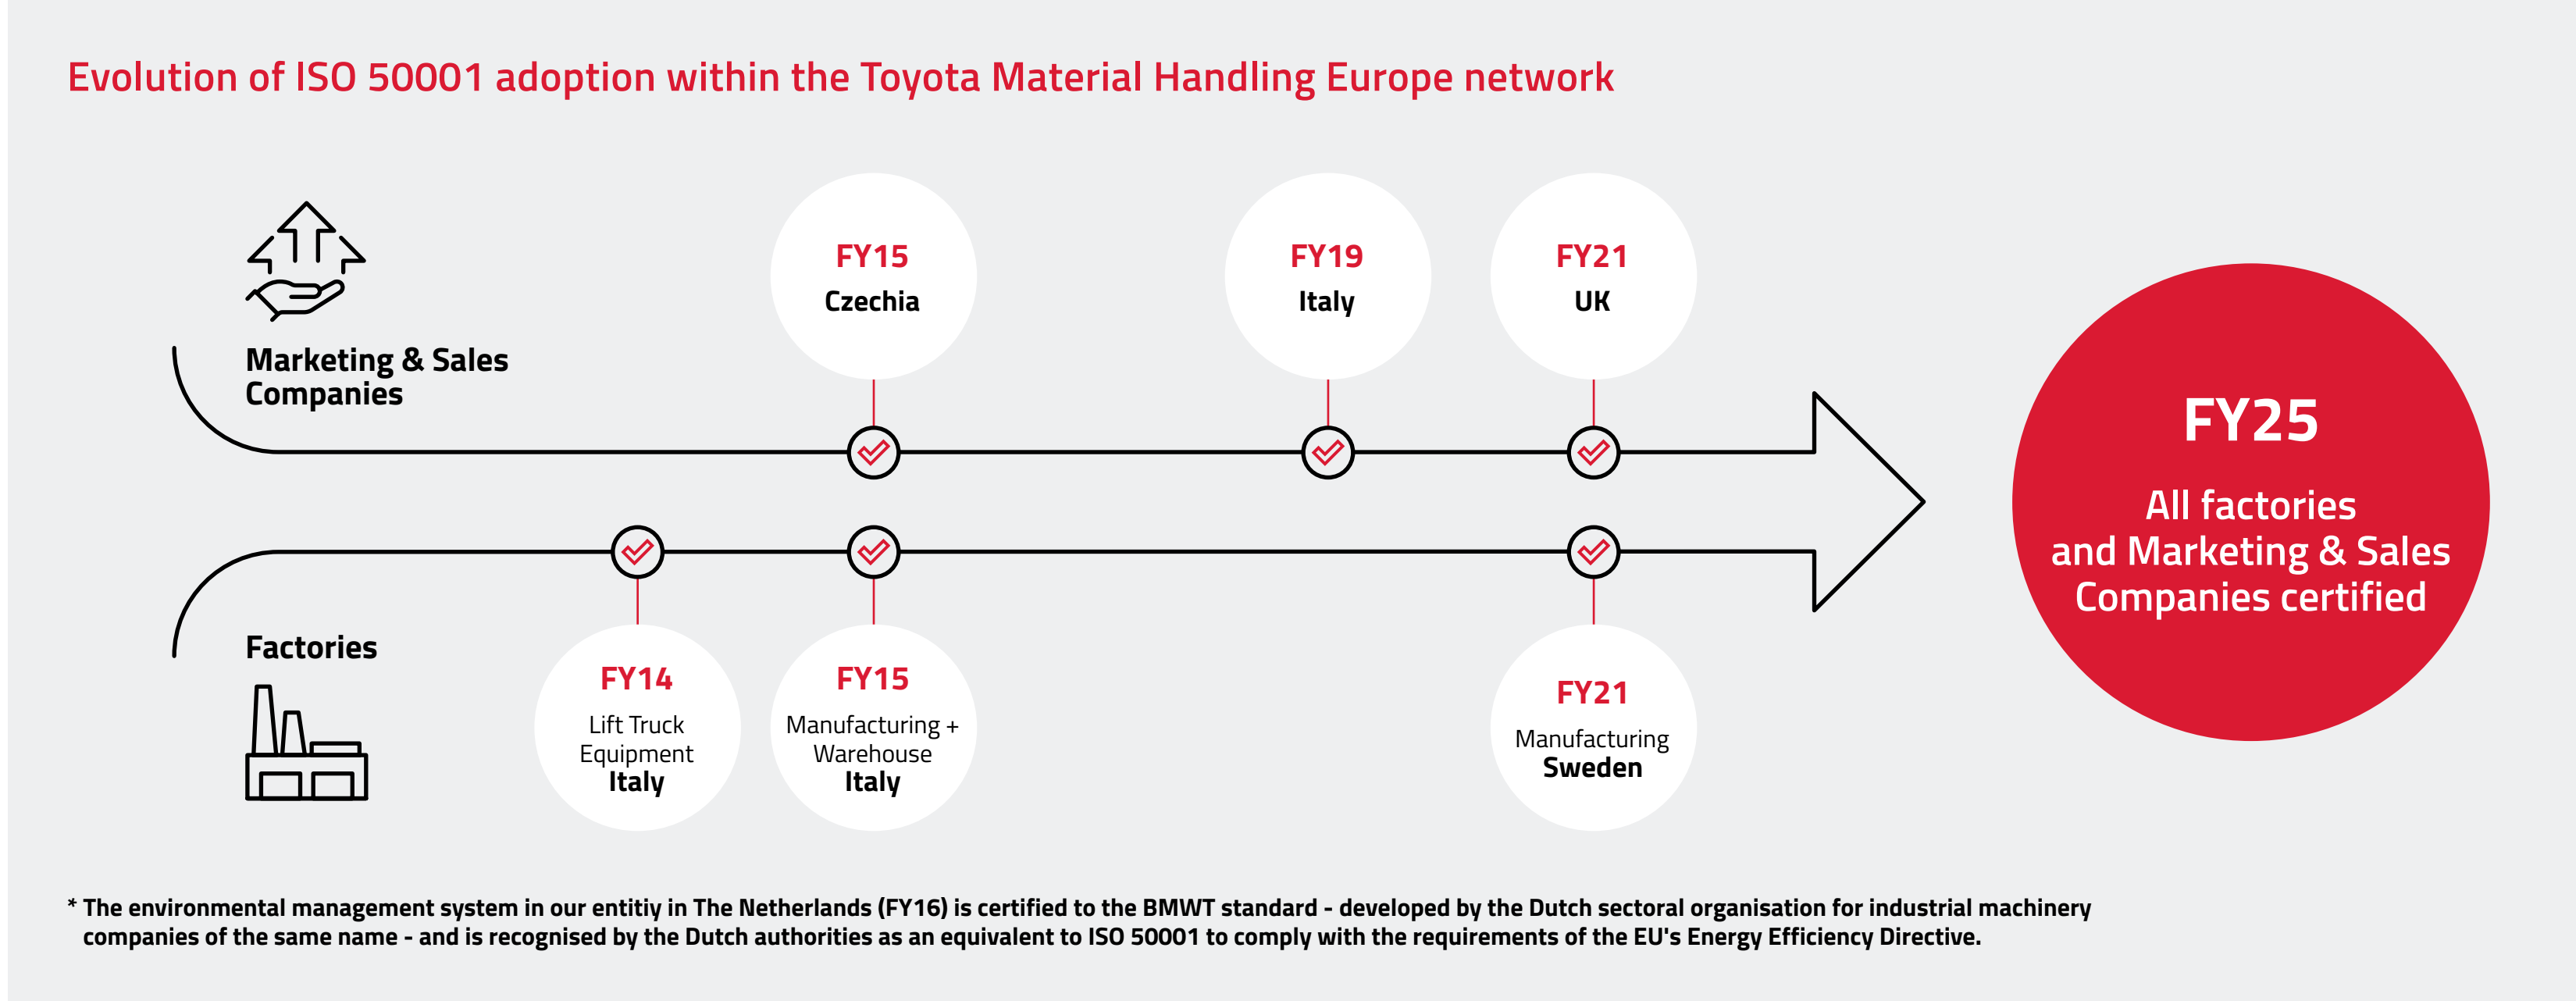 Evolution of ISO 50001 adoption within the Toyota Material Handling Europe network
Marketing & Sales
Companies
FY15
Czechia
FY19
Italy
FY21
UK
Factories
FY14
Lift Truck
Equipment
Italy
FY15
Manufacturing +
Warehouse
Italy
FY21
Manufacturing
Sweden
FY25
All factories
and Marketing & Sales
Companies certified
* The environmental management system in our entitiy in The Netherlands (FY16) is certified to the BMWT standard - developed by the Dutch sectoral organisation for industrial machinery
companies of the same name - and is recognised by the Dutch authorities as an equivalent to ISO 50001 to comply with the requirements of the EU's Energy Efficiency Directive.